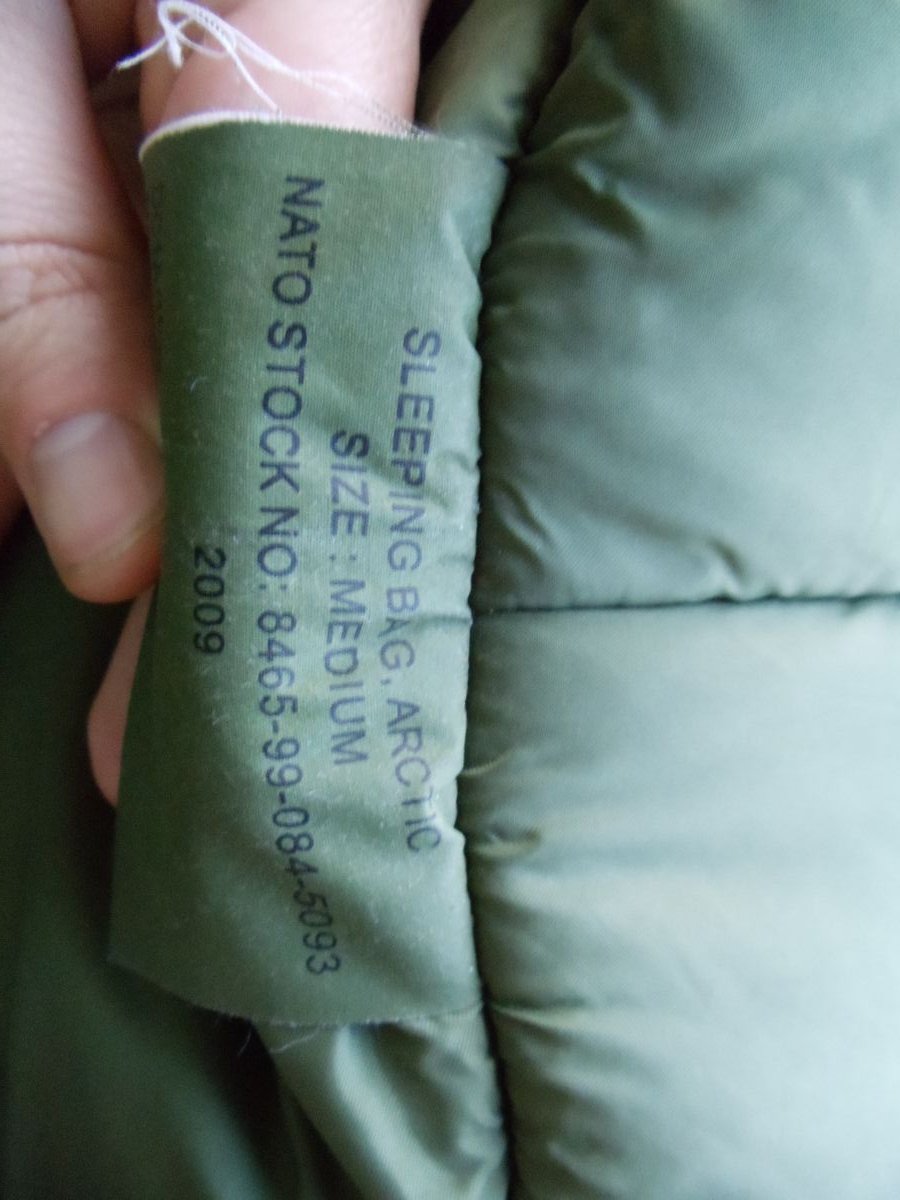 SLEEPING BAG, ARCTIC
SIZE : MEDIUM
NATO STOCK NO: 8465-99-084-5093
2009